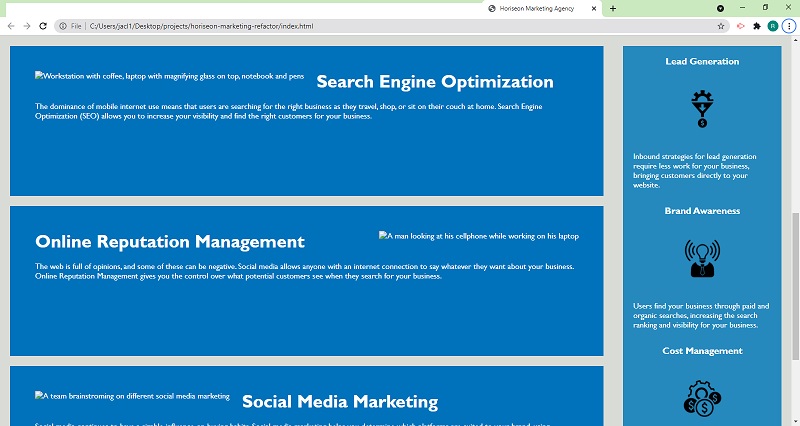 Horiseon Marketing Agency
File C:/Users/jacl1/Desktop/projects/horiseon-marketing-refactor/index.html
R
Workstation with coffee, laptop with magnifying glass on top, notebook and pens
Search Engine Optimization
The dominance of mobile internet use means that users are searching for the right business as they travel, shop, or sit on their couch at home. Search Engine
Optimization (SEO) allows you to increase your visibility and find the right customers for your business.
Online Reputation Management
A man looking at his cellphone while working on his laptop
The web is full of opinions, and some of these can be negative. Social media allows anyone with an internet connection to say whatever they want about your business.
Online Reputation Management gives you the control over what potential customers see when they search for your business.
A team brainstroming on different social media marketing
Social Media Marketing
Lead Generation
Inbound strategies for lead generation
require less work for your business,
bringing customers directly to your
website.
Brand Awareness
Users find your business through paid and
organic searches, increasing the search
ranking and visibility for your business.
Cost Management